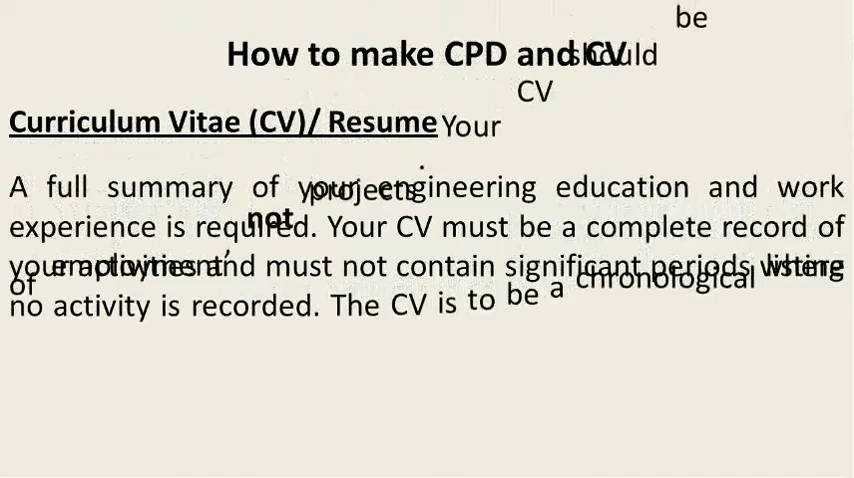 be
How to make CPD and CV
should
CV
Curriculum Vitae (CV)/ Resume
Your
.
A full summary of your engineering education and work
projects
experience is required. Your CV must be a complete record of
not
your activities and must not contain significant periods where
employment’
listing
of
chronological
no activity is recorded. The CV is to be a